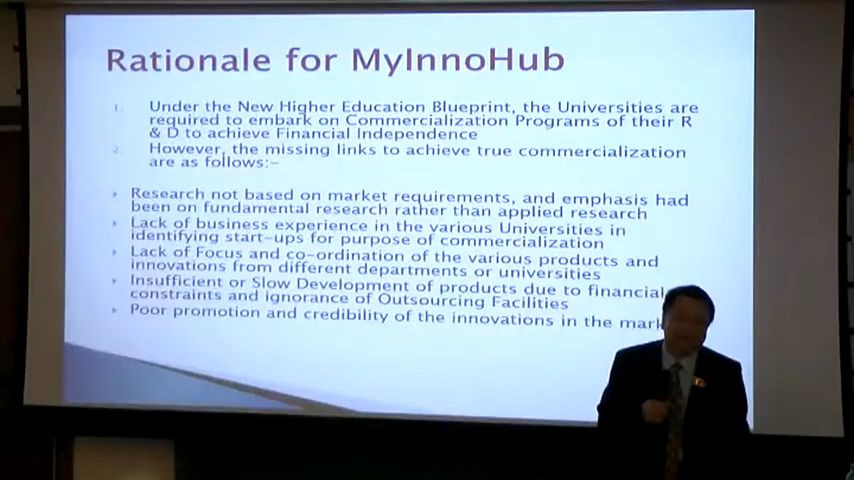 Rationale for MyInnoHub
1. Under the New Higher Education Blueprint, the Universities are
required to embark on Commercialization Programs of their R
& D to achieve Financial Independence
2. However, the missing links to achieve true commercialization
are as follows:-
Research not based on market requirements, and emphasis had
been on fundamental research rather than applied research
Lack of business experience in the various Universities in
identifying start-ups for purpose of commercialization
Lack of Focus and co-ordination of the various products and
innovations from different departments or universities
Insufficient or Slow Development of products due to financial
constraints and ignorance of Outsourcing Facilities
Poor promotion and credibility of the innovations in the